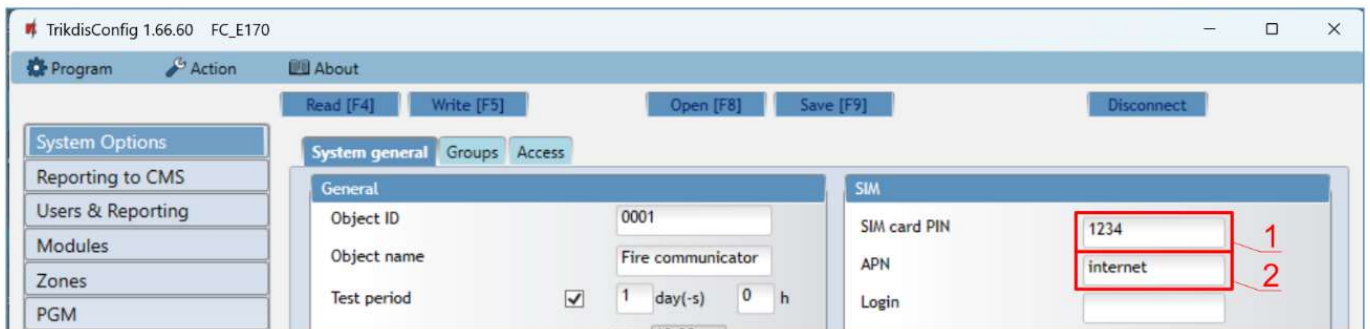 TrikdisConfig 1.66.60 FC_E170
Program Action About
Read [F4] Write [F5] Open [F8] Save [F9] Disconnect
System Options
Reporting to CMS
Users & Reporting
Modules
Zones
PGM
System general Groups Access
General
Object ID 0001
Object name Fire communicator
Test period 1 day(-s) 0 h
SIM
SIM card PIN 1234 1
APN internet 2
Login